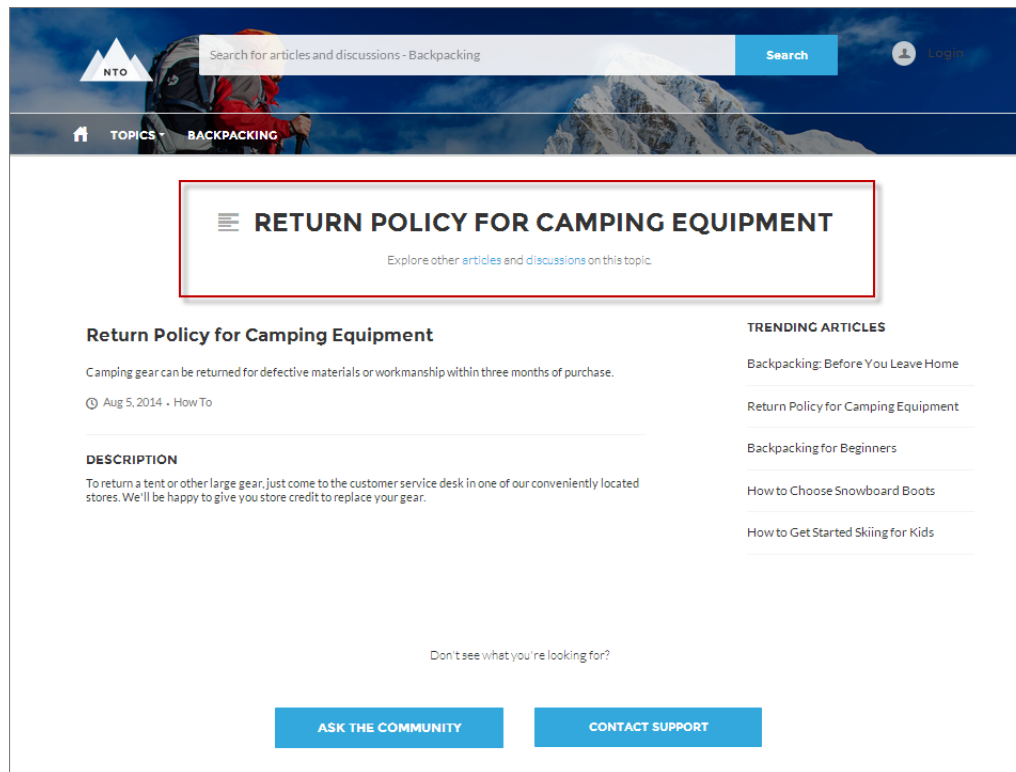 NTO
Search for articles and discussions - Backpacking
Search
Login
TOPICS
BACKPACKING
RETURN POLICY FOR CAMPING EQUIPMENT
Explore other articles and discussions on this topic.
Return Policy for Camping Equipment
Camping gear can be returned for defective materials or workmanship within three months of purchase.
Aug 5, 2014 • How To
DESCRIPTION
To return a tent or other large gear, just come to the customer service desk in one of our conveniently located
stores. We'll be happy to give you store credit to replace your gear.
TRENDING ARTICLES
Backpacking: Before You Leave Home
Return Policy for Camping Equipment
Backpacking for Beginners
How to Choose Snowboard Boots
How to Get Started Skiing for Kids
Don't see what you're looking for?
ASK THE COMMUNITY
CONTACT SUPPORT